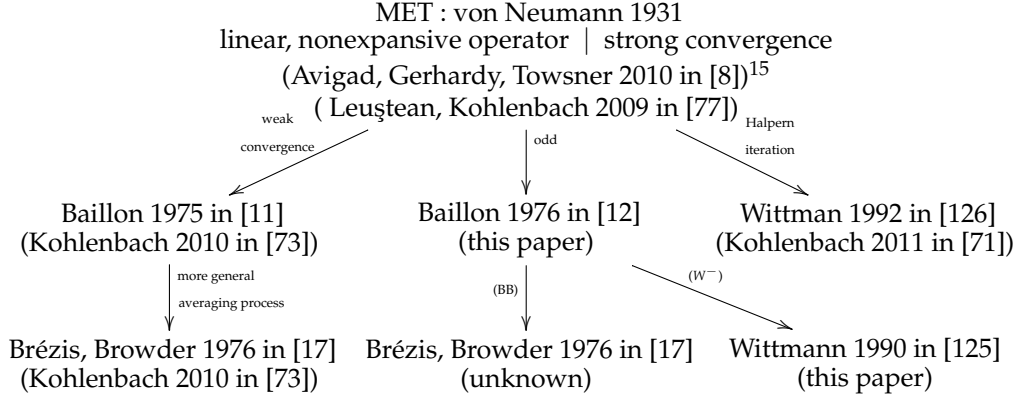 MET : von Neumann 1931
linear, nonexpansive operator | strong convergence
(Avigad, Gerhardy, Towsner 2010 in [8])¹⁵
( Leuştean, Kohlenbach 2009 in [77])
weak
convergence
odd
Halpern
iteration
Baillon 1975 in [11]
(Kohlenbach 2010 in [73])
Baillon 1976 in [12]
(this paper)
Wittman 1992 in [126]
(Kohlenbach 2011 in [71])
more general
averaging process
(BB)
(W⁻)
Brézis, Browder 1976 in [17]
(Kohlenbach 2010 in [73])
Brézis, Browder 1976 in [17]
(unknown)
Wittmann 1990 in [125]
(this paper)